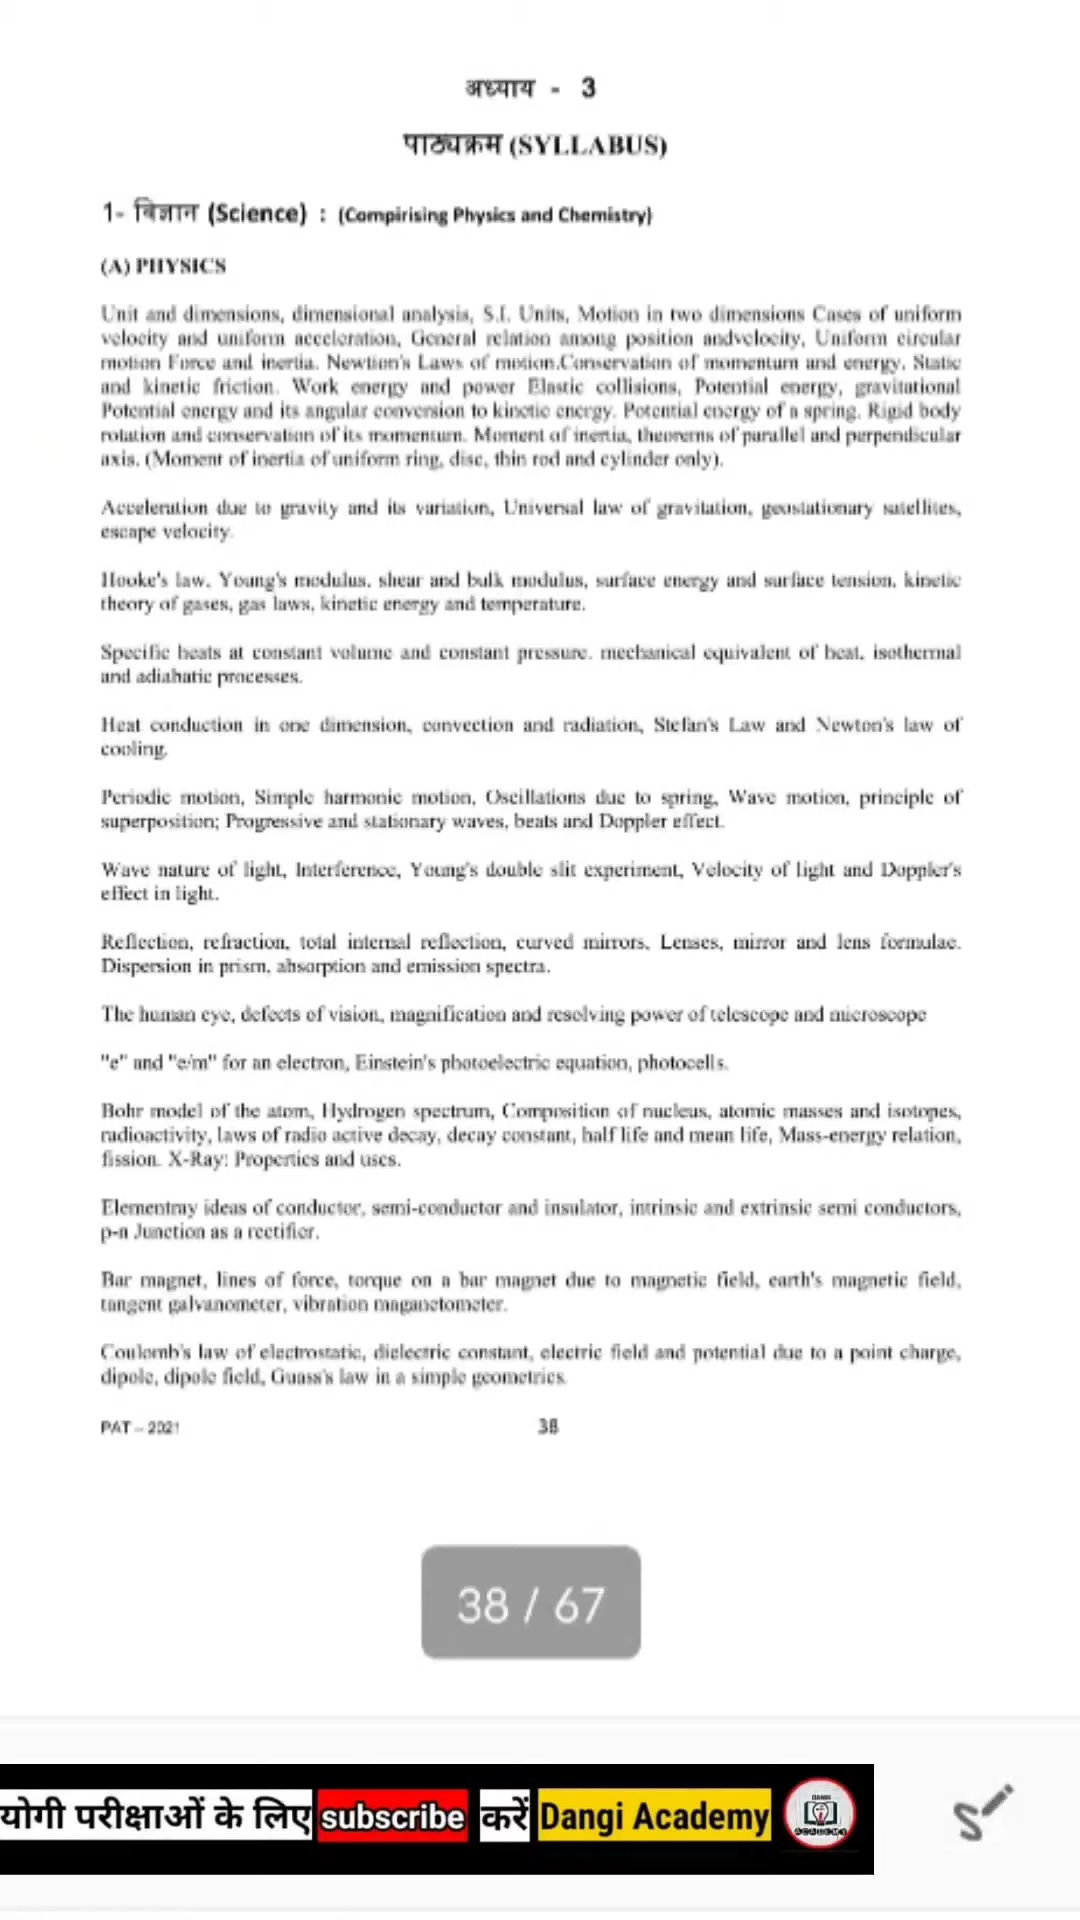 अध्याय - 3
पाठ्यक्रम (SYLLABUS)
1- विज्ञान (Science) : (Compirising Physics and Chemistry)
(A) PHYSICS
Unit and dimensions, dimensional analysis, S.I. Units, Motion in two dimensions Cases of uniform
velocity and uniform acceleration, General relation among position andvelocity, Uniform circular
motion Force and inertia. Newtion's Laws of motion.Conservation of momentum and energy. Static
and kinetic friction. Work energy and power Elastic collisions, Potential energy, gravitational
Potential energy and its angular conversion to kinetic energy. Potential energy of a spring. Rigid body
rotation and conservation of its momentum. Moment of inertia, theorems of parallel and perpendicular
axis. (Moment of inertia of uniform ring, disc, thin rod and cylinder only).
Acceleration due to gravity and its variation, Universal law of gravitation, geostationary satellites,
escape velocity.
Hooke's law. Young's modulus, shear and bulk modulus, surface energy and surface tension, kinetic
theory of gases, gas laws, kinetic energy and temperature.
Specific heats at constant volume and constant pressure. mechanical equivalent of heat. isothermal
and adiabatic processes.
Heat conduction in one dimension, convection and radiation, Stefan's Law and Newton's law of
cooling.
Periodic motion, Simple harmonic motion, Oscillations due to spring, Wave motion, principle of
superposition; Progressive and stationary waves, beats and Doppler effect.
Wave nature of light, Interference, Young's double slit experiment, Velocity of light and Doppler's
effect in light.
Reflection, refraction, total internal reflection, curved mirrors. Lenses, mirror and lens formulae.
Dispersion in prism, absorption and emission spectra.
The human eye, defects of vision, magnification and resolving power of telescope and microscope
"e" and "e/m" for an electron, Einstein's photoelectric equation, photocells.
Bohr model of the atom, Hydrogen spectrum, Composition of nucleus, atomic masses and isotopes,
radioactivity, laws of radio active decay, decay constant, half life and mean life, Mass-energy relation,
fission. X-Ray: Properties and uses.
Elementray ideas of conductor, semi-conductor and insulator, intrinsic and extrinsic semi conductors,
p-n Junction as a rectifier.
Bar magnet, lines of force, torque on a bar magnet due to magnetic field, earth's magnetic field,
tangent galvanometer, vibration maganetometer.
Coulomb's law of electrostatic, dielectric constant, electric field and potential due to a point charge,
dipole, dipole field, Guass's law in a simple geometries.
PAT – 2021 38
38 / 67
योगी परीक्षाओं के लिए subscribe करें Dangi Academy
DANGI
ACADEMY